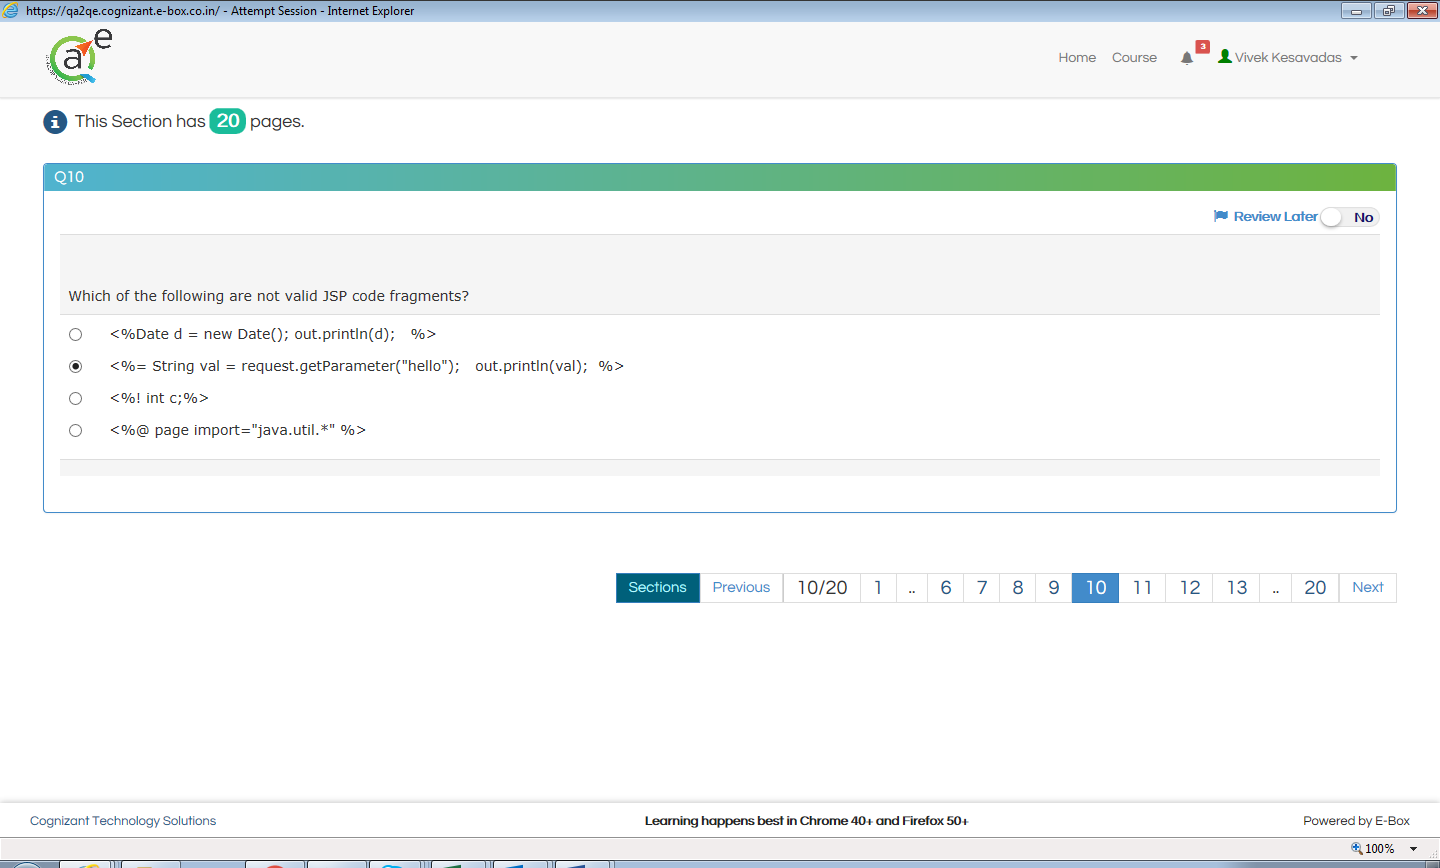 https://qa2qe.cognizant.e-box.co.in/ - Attempt Session - Internet Explorer
a e
Home Course 3 Vivek Kesavadas
i This Section has 20 pages.
Q10
Review Later No
Which of the following are not valid JSP code fragments?
<%Date d = new Date(); out.println(d);   %>
<%= String val = request.getParameter("hello");   out.println(val);  %>
<%! int c;%>
<%@ page import="java.util.*" %>
Sections Previous 10/20 1 .. 6 7 8 9 10 11 12 13 .. 20 Next
Cognizant Technology Solutions Learning happens best in Chrome 40+ and Firefox 50+ Powered by E-Box
100%